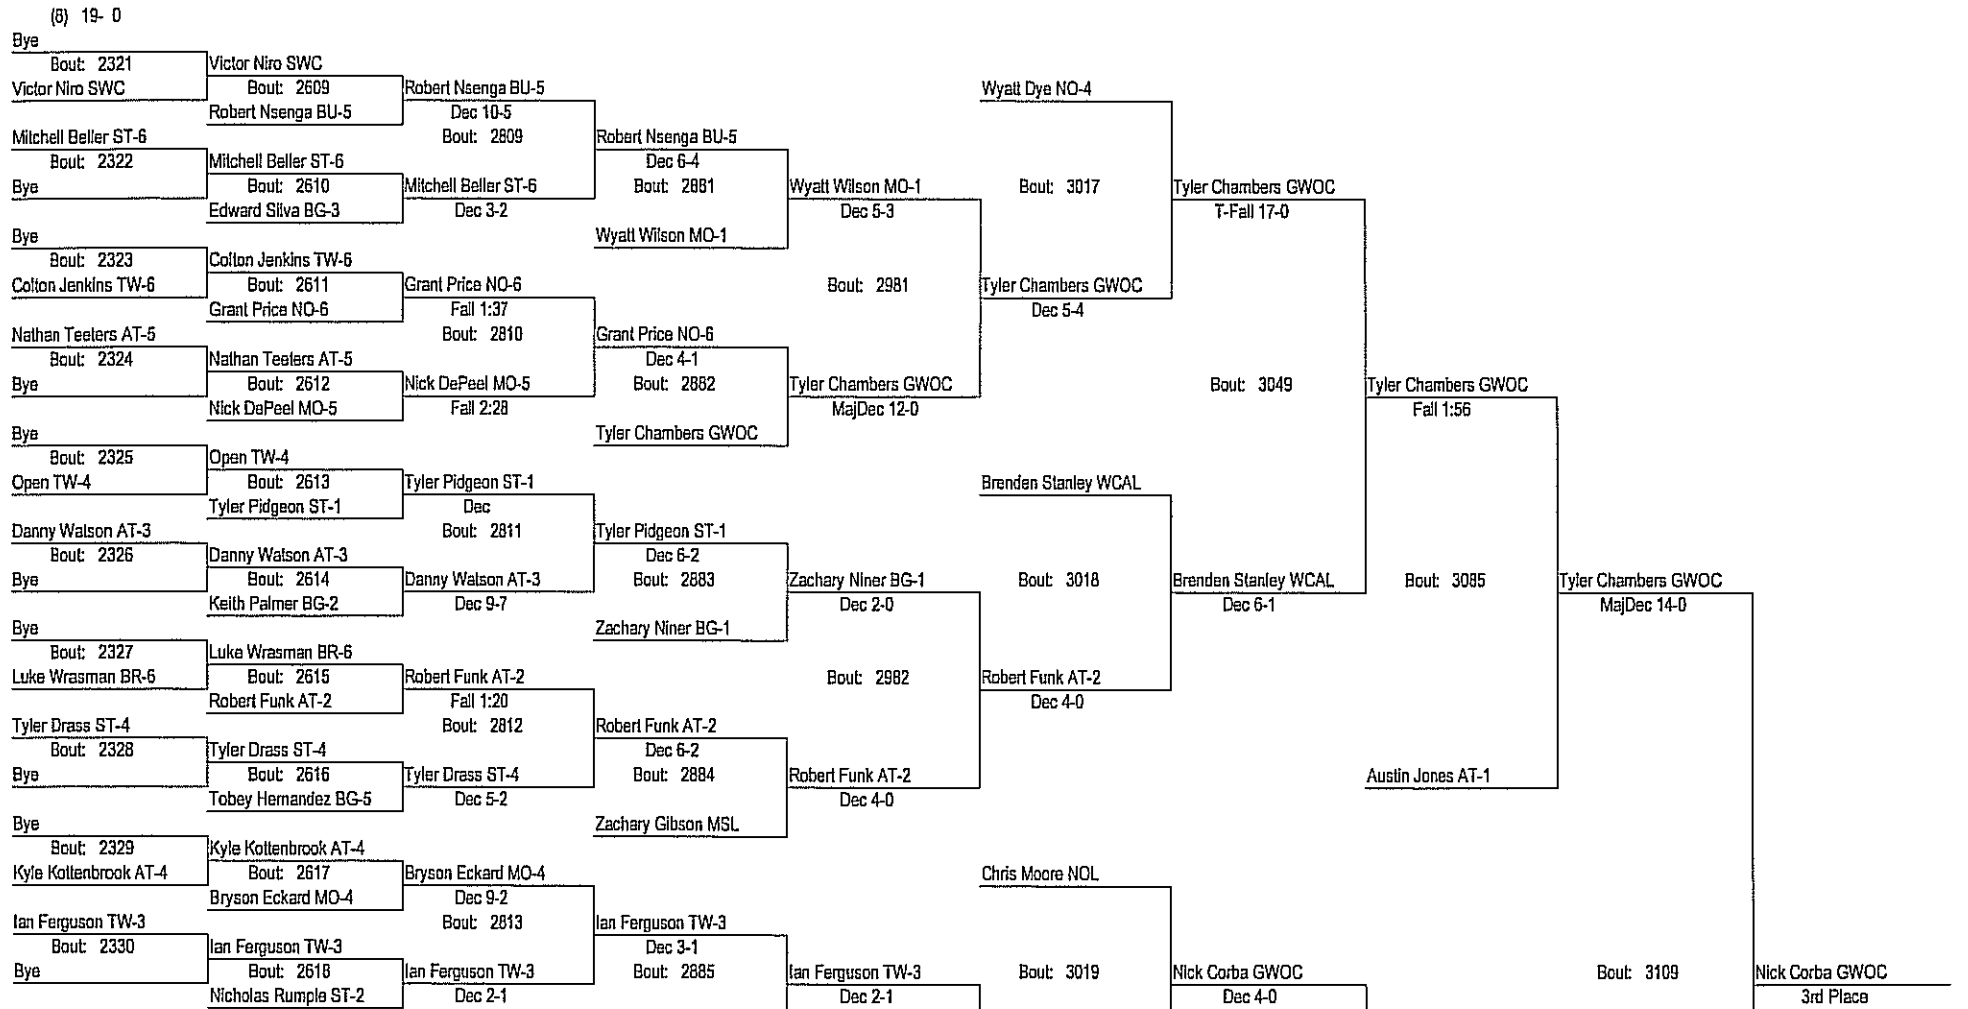 (8) 19- 0
Bye
Bout: 2321
Victor Niro SWC
Victor Niro SWC
Bout: 2609
Robert Nsenga BU-5
Robert Nsenga BU-5
Dec 10-5
Bout: 2809
Wyatt Dye NO-4
Mitchell Beller ST-6
Bout: 2322
Bye
Mitchell Beller ST-6
Bout: 2610
Edward Silva BG-3
Mitchell Beller ST-6
Dec 3-2
Robert Nsenga BU-5
Dec 6-4
Bout: 2881
Wyatt Wilson MO-1
Wyatt Wilson MO-1
Dec 5-3
Bout: 3017
Tyler Chambers GWOC
T-Fall 17-0
Bye
Bout: 2323
Colton Jenkins TW-6
Colton Jenkins TW-6
Bout: 2611
Grant Price NO-6
Grant Price NO-6
Fall 1:37
Bout: 2810
Bout: 2981
Tyler Chambers GWOC
Dec 5-4
Nathan Teeters AT-5
Bout: 2324
Bye
Nathan Teeters AT-5
Bout: 2612
Nick DePeel MO-5
Nick DePeel MO-5
Fall 2:28
Grant Price NO-6
Dec 4-1
Bout: 2882
Tyler Chambers GWOC
Tyler Chambers GWOC
MajDec 12-0
Bout: 3049
Tyler Chambers GWOC
Fall 1:56
Bye
Bout: 2325
Open TW-4
Open TW-4
Bout: 2613
Tyler Pidgeon ST-1
Tyler Pidgeon ST-1
Dec
Bout: 2811
Brenden Stanley WCAL
Danny Watson AT-3
Bout: 2326
Bye
Danny Watson AT-3
Bout: 2614
Keith Palmer BG-2
Danny Watson AT-3
Dec 9-7
Tyler Pidgeon ST-1
Dec 6-2
Bout: 2883
Zachary Niner BG-1
Zachary Niner BG-1
Dec 2-0
Bout: 3018
Brenden Stanley WCAL
Dec 6-1
Bout: 3085
Tyler Chambers GWOC
MajDec 14-0
Bye
Bout: 2327
Luke Wrasman BR-6
Luke Wrasman BR-6
Bout: 2615
Robert Funk AT-2
Robert Funk AT-2
Fall 1:20
Bout: 2812
Bout: 2982
Robert Funk AT-2
Dec 4-0
Tyler Drass ST-4
Bout: 2328
Bye
Tyler Drass ST-4
Bout: 2616
Tobey Hernandez BG-5
Tyler Drass ST-4
Dec 5-2
Robert Funk AT-2
Dec 6-2
Bout: 2884
Zachary Gibson MSL
Robert Funk AT-2
Dec 4-0
Austin Jones AT-1
Bye
Bout: 2329
Kyle Kottenbrook AT-4
Kyle Kottenbrook AT-4
Bout: 2617
Bryson Eckard MO-4
Bryson Eckard MO-4
Dec 9-2
Bout: 2813
Chris Moore NOL
Ian Ferguson TW-3
Bout: 2330
Bye
Ian Ferguson TW-3
Bout: 2618
Nicholas Rumple ST-2
Ian Ferguson TW-3
Dec 2-1
Ian Ferguson TW-3
Dec 3-1
Bout: 2885
Ian Ferguson TW-3
Dec 2-1
Bout: 3019
Nick Corba GWOC
Dec 4-0
Bout: 3109
Nick Corba GWOC
3rd Place